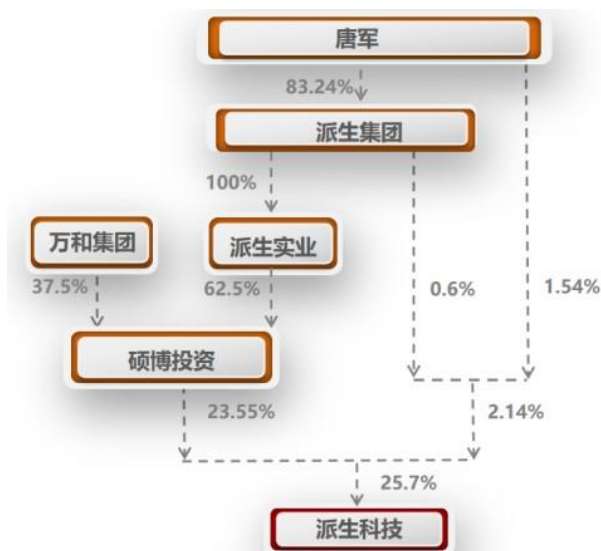 唐军
83.24%
派生集团
100%
万和集团
派生实业
37.5%
62.5%
0.6%
1.54%
硕博投资
23.55%
2.14%
25.7%
派生科技